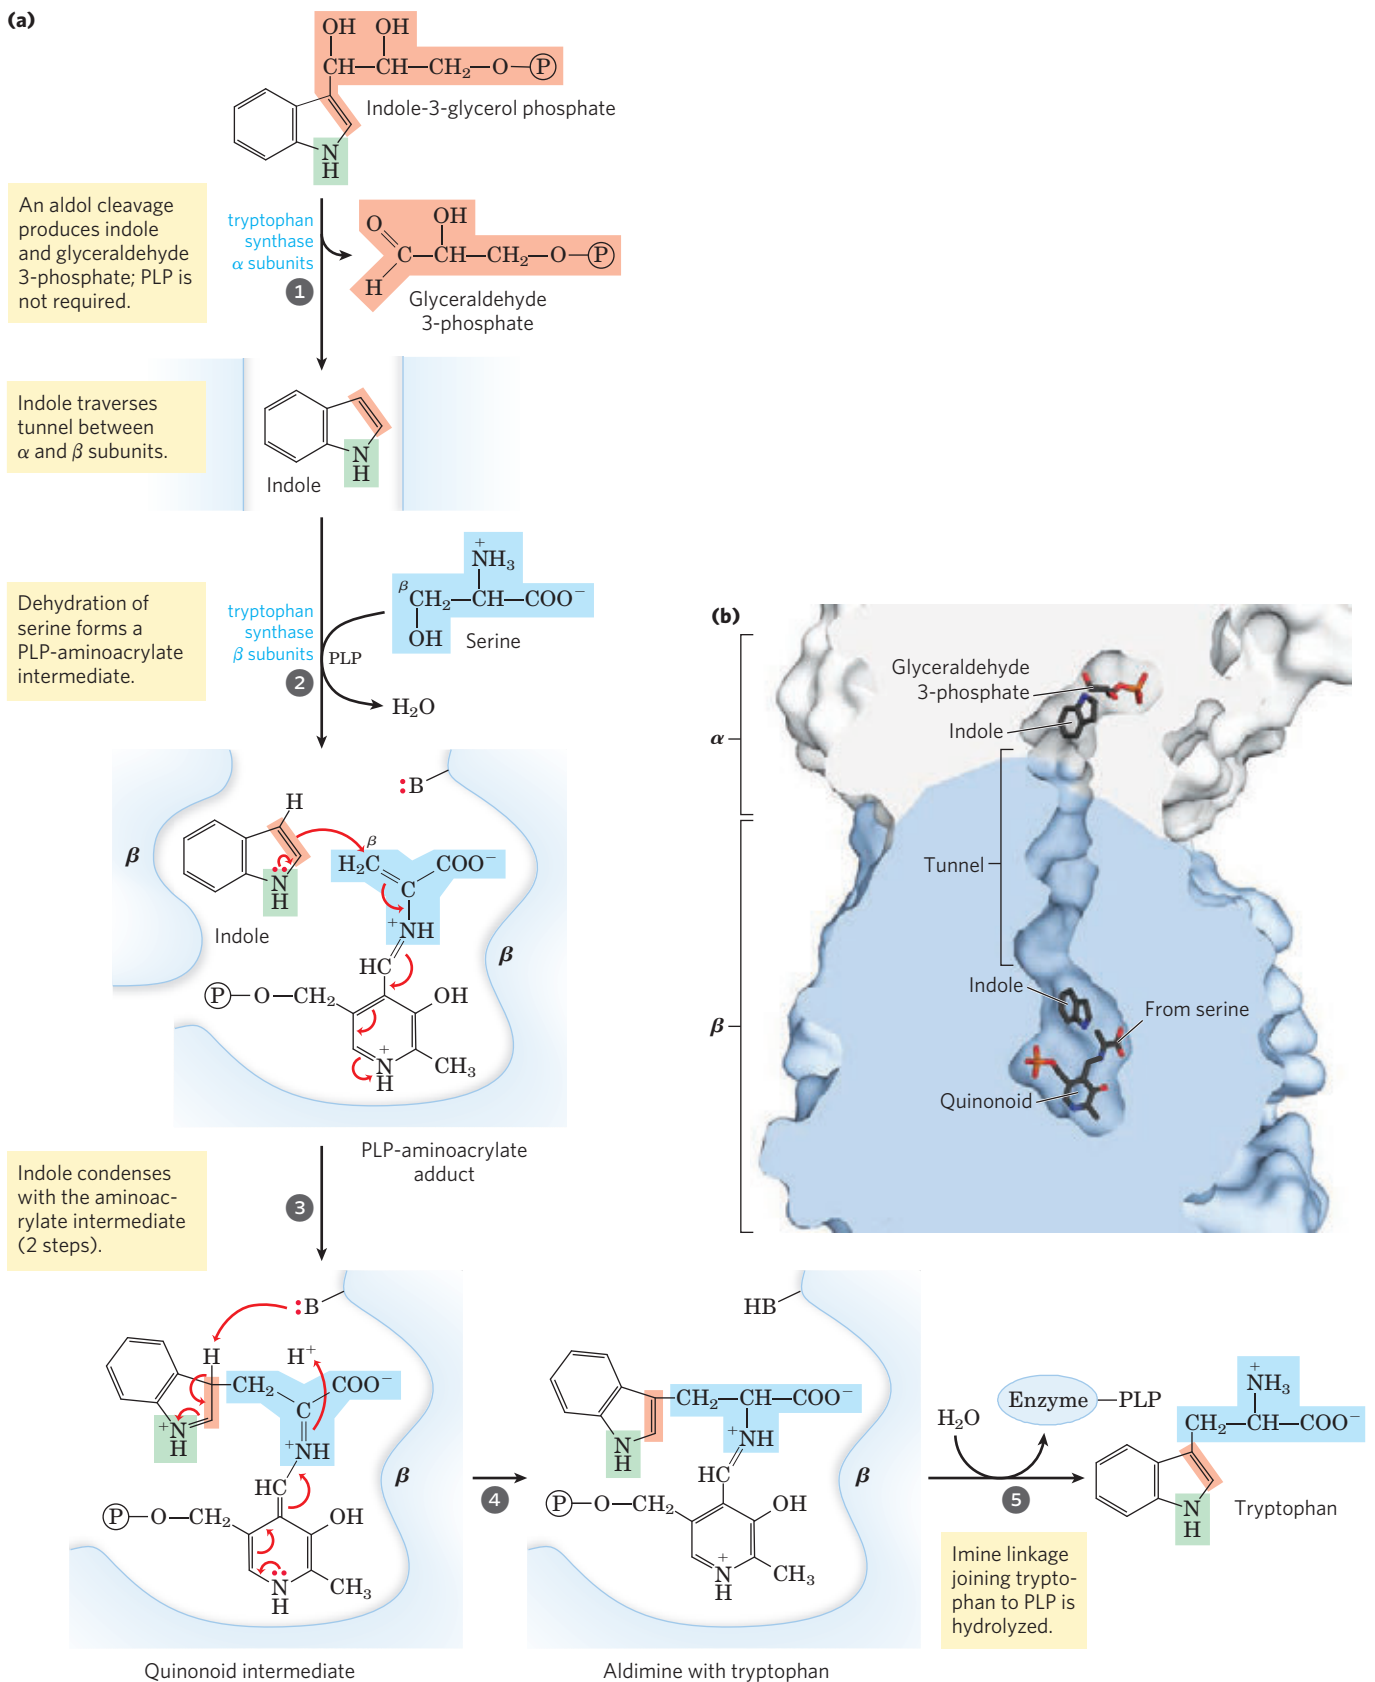 (a)
OH OH
CH—CH—CH₂—O—P
Indole-3-glycerol phosphate
N
H
An aldol cleavage
produces indole
and glyceraldehyde
3-phosphate; PLP is
not required.
tryptophan
synthase
α subunits
1
O OH
C—CH—CH₂—O—P
H
Glyceraldehyde
3-phosphate
Indole traverses
tunnel between
α and β subunits.
N
H
Indole
Dehydration of
serine forms a
PLP-aminoacrylate
intermediate.
tryptophan
synthase
β subunits
2
PLP
+
NH₃
β
CH₂—CH—COO⁻
OH
Serine
H₂O
(b)
α
β
Glyceraldehyde
3-phosphate
Indole
Tunnel
Indole
From serine
Quinonoid
:B
H
β
β
H₂C COO⁻
C
N
H
Indole
⁺NH
β
HC
P—O—CH₂ OH
+
N
H
CH₃
PLP-aminoacrylate
adduct
Indole condenses
with the aminoac-
rylate intermediate
(2 steps).
3
:B
H H⁺
CH₂ COO⁻
C
+
N
H
+
NH
HC
β
P—O—CH₂ OH
N
H
CH₃
Quinonoid intermediate
4
HB
CH₂—CH—COO⁻
N
H
⁺NH
HC
β
P—O—CH₂ OH
+
N
H
CH₃
Aldimine with tryptophan
H₂O
Enzyme—PLP
5
Imine linkage
joining trypto-
phan to PLP is
hydrolyzed.
+
NH₃
CH₂—CH—COO⁻
N
H
Tryptophan